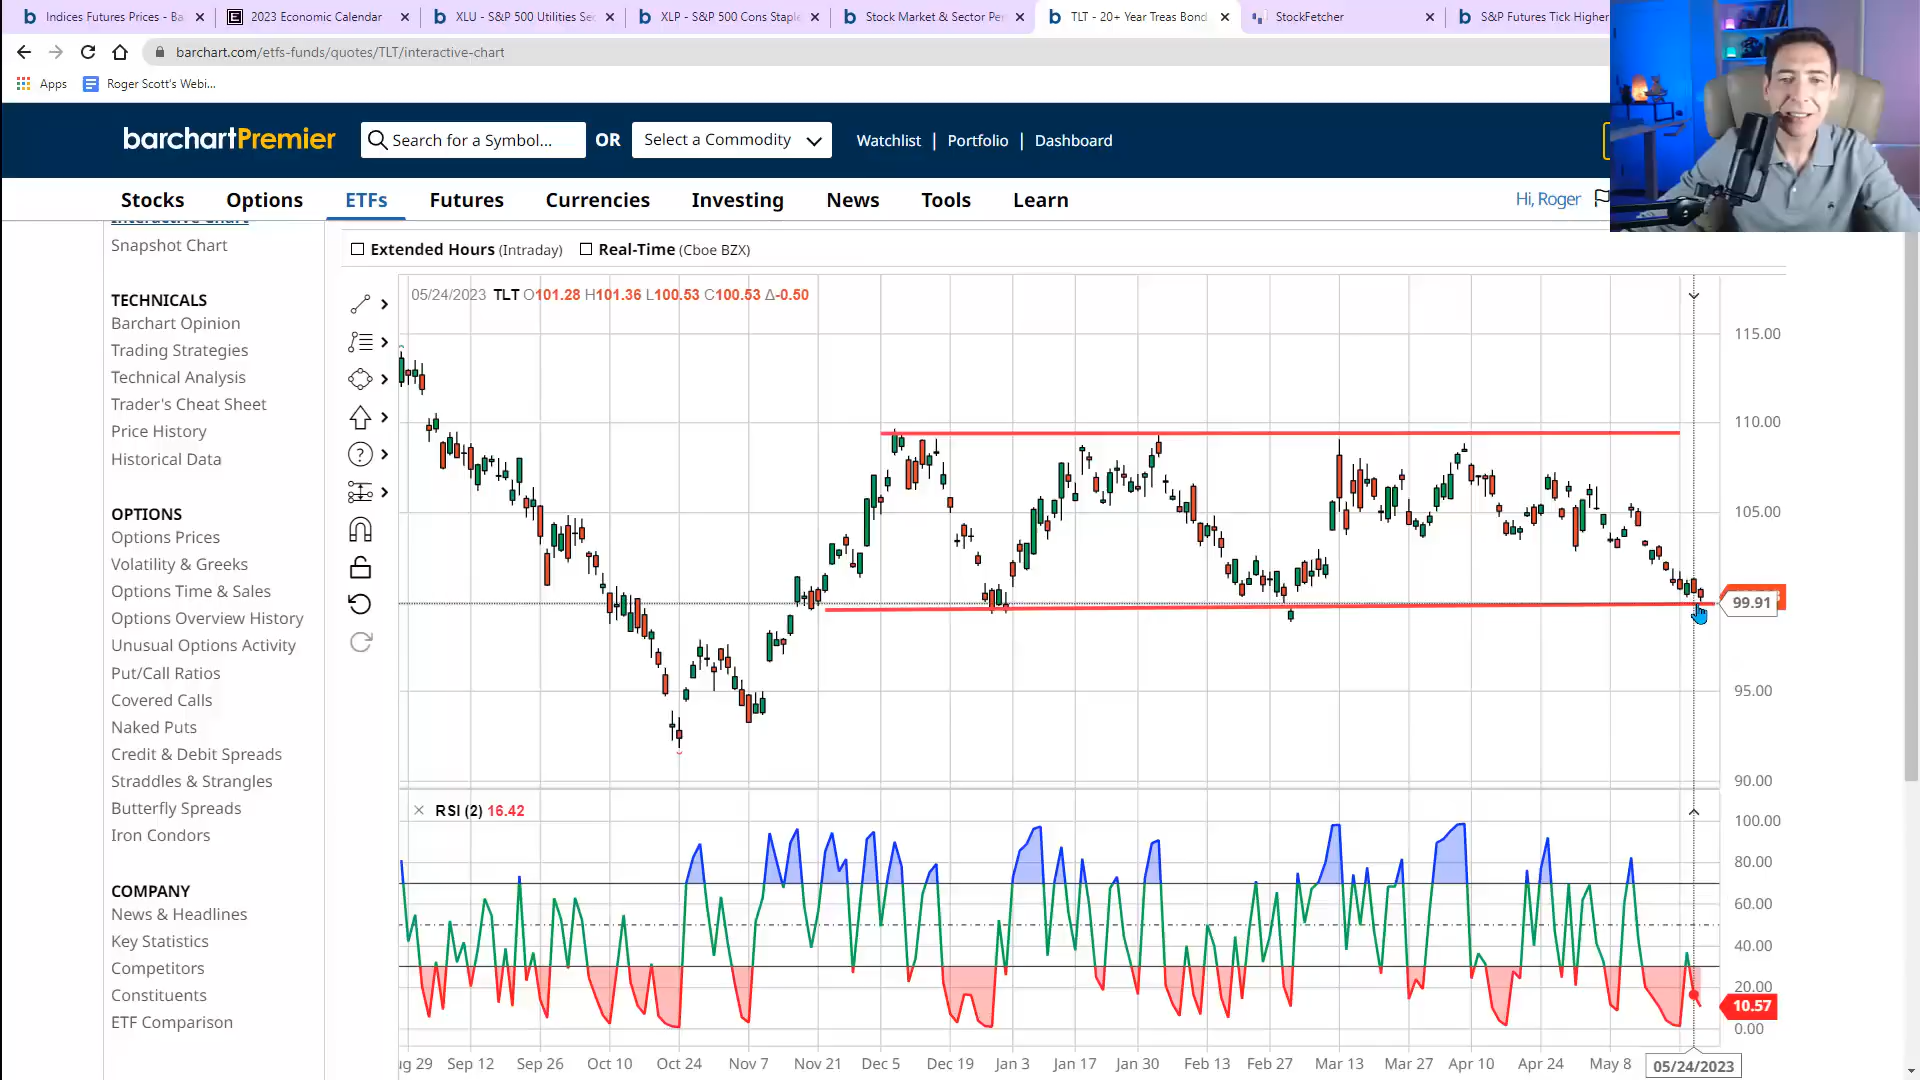 Indices Futures Prices - Ba
2023 Economic Calendar
XLU - S&P 500 Utilities Se
XLP - S&P 500 Cons Staple
Stock Market & Sector Per
TLT - 20+ Year Treas Bond
StockFetcher
S&P Futures Tick Higher
barchart.com/etfs-funds/quotes/TLT/interactive-chart
Apps
Roger Scott's Webi...
barchartPremier
Search for a Symbol...
OR
Select a Commodity
Watchlist | Portfolio | Dashboard
Stocks
Options
ETFs
Futures
Currencies
Investing
News
Tools
Learn
Hi, Roger
Interactive Chart
Snapshot Chart
TECHNICALS
Barchart Opinion
Trading Strategies
Technical Analysis
Trader's Cheat Sheet
Price History
Historical Data
OPTIONS
Options Prices
Volatility & Greeks
Options Time & Sales
Options Overview History
Unusual Options Activity
Put/Call Ratios
Covered Calls
Naked Puts
Credit & Debit Spreads
Straddles & Strangles
Butterfly Spreads
Iron Condors
COMPANY
News & Headlines
Key Statistics
Competitors
Constituents
ETF Comparison
Extended Hours (Intraday)
Real-Time (Cboe BZX)
05/24/2023 TLT O101.28 H101.36 L100.53 C100.53 Δ-0.50
115.00
110.00
105.00
99.91
95.00
90.00
RSI (2) 16.42
100.00
80.00
60.00
40.00
20.00
10.57
0.00
ug 29
Sep 12
Sep 26
Oct 10
Oct 24
Nov 7
Nov 21
Dec 5
Dec 19
Jan 3
Jan 17
Jan 30
Feb 13
Feb 27
Mar 13
Mar 27
Apr 10
Apr 24
May 8
05/24/2023